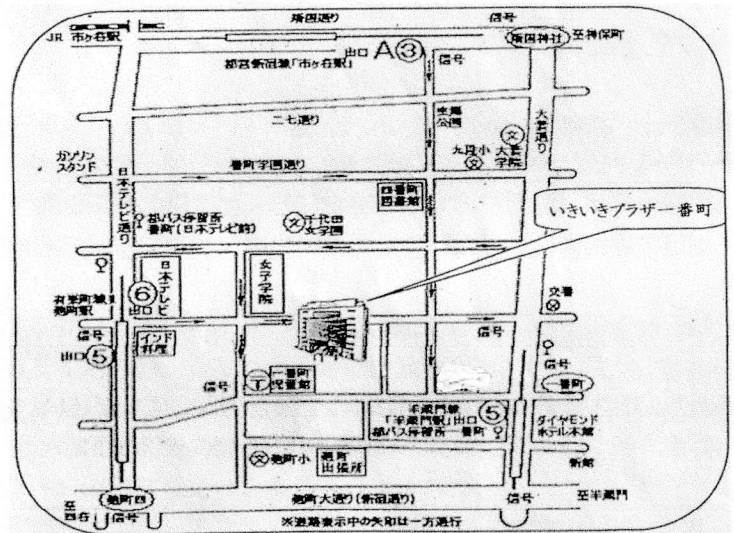 靖国通り
信号
JR 市ヶ谷駅
靖国神社
至神保町
出口 A③
都営新宿線「市ヶ谷駅」
信号
二七通り
東郷
公園
大妻通り
文
九段小
文
大妻
学院
ガソリン
スタンド
日本テレビ通り
番町学園通り
四番町
図書館
いきいきプラザ一番町
都バス停留所
番町(日本テレビ前)
文
千代田
女学園
日本テレビ
女子学院
有楽町線
麹町駅
⑥
出口
交番
信号
出口⑤
インド
料理
信号
信号
信号
一番町
児童館
一番町
半蔵門線
「半蔵門駅」出口
⑤
都バス停留所 一番町
ダイヤモンド
ホテル本館
新館
文 麹町小
麹町
出張所
麹町四
麹町大通り(新宿通り)
信号
至半蔵門
至
四谷
信号
※道路表示中の矢印は一方通行